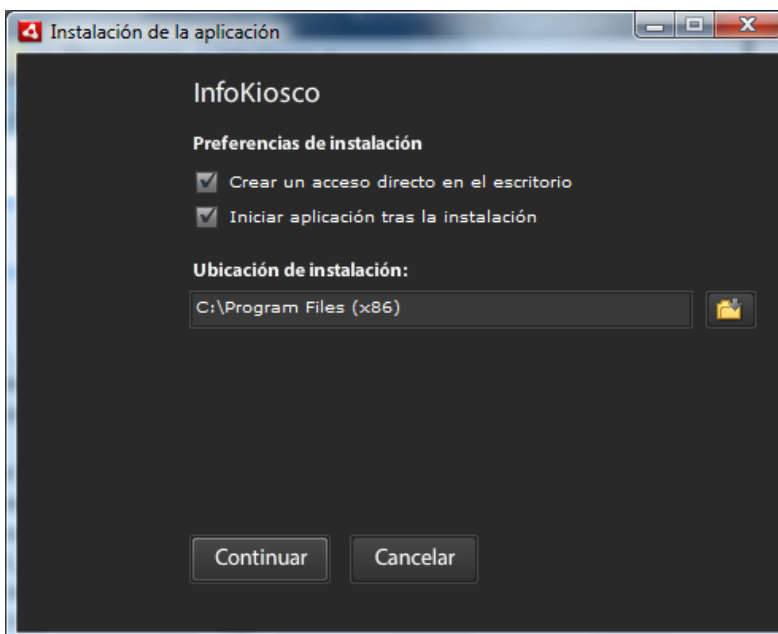 Instalación de la aplicación
InfoKiosco
Preferencias de instalación
Crear un acceso directo en el escritorio
Iniciar aplicación tras la instalación
Ubicación de instalación:
C:\Program Files (x86)
Continuar
Cancelar